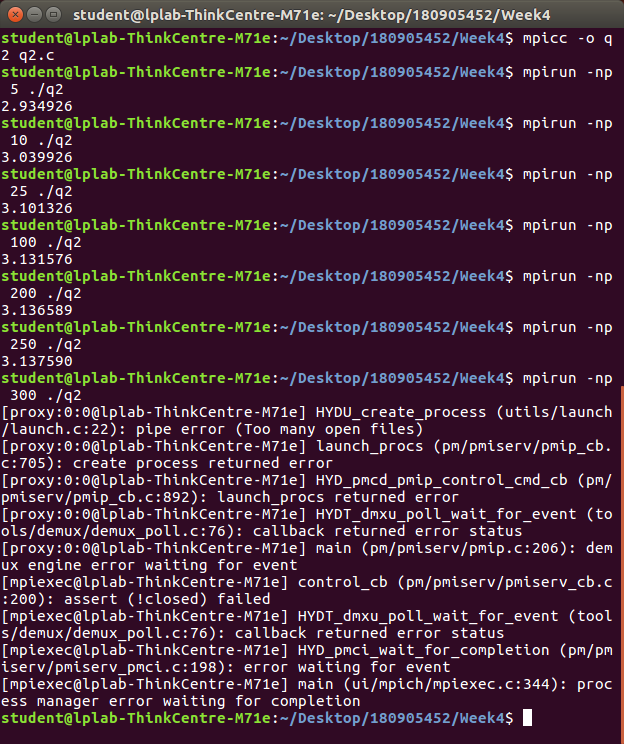 student@lplab-ThinkCentre-M71e: ~/Desktop/180905452/Week4
student@lplab-ThinkCentre-M71e:~/Desktop/180905452/Week4$ mpicc -o q
2 q2.c
student@lplab-ThinkCentre-M71e:~/Desktop/180905452/Week4$ mpirun -np
 5 ./q2
2.934926
student@lplab-ThinkCentre-M71e:~/Desktop/180905452/Week4$ mpirun -np
 10 ./q2
3.039926
student@lplab-ThinkCentre-M71e:~/Desktop/180905452/Week4$ mpirun -np
 25 ./q2
3.101326
student@lplab-ThinkCentre-M71e:~/Desktop/180905452/Week4$ mpirun -np
 100 ./q2
3.131576
student@lplab-ThinkCentre-M71e:~/Desktop/180905452/Week4$ mpirun -np
 200 ./q2
3.136589
student@lplab-ThinkCentre-M71e:~/Desktop/180905452/Week4$ mpirun -np
 250 ./q2
3.137590
student@lplab-ThinkCentre-M71e:~/Desktop/180905452/Week4$ mpirun -np
 300 ./q2
[proxy:0:0@lplab-ThinkCentre-M71e] HYDU_create_process (utils/launch
/launch.c:22): pipe error (Too many open files)
[proxy:0:0@lplab-ThinkCentre-M71e] launch_procs (pm/pmiserv/pmip_cb.
c:705): create process returned error
[proxy:0:0@lplab-ThinkCentre-M71e] HYD_pmcd_pmip_control_cmd_cb (pm/
pmiserv/pmip_cb.c:892): launch_procs returned error
[proxy:0:0@lplab-ThinkCentre-M71e] HYDT_dmxu_poll_wait_for_event (to
ols/demux/demux_poll.c:76): callback returned error status
[proxy:0:0@lplab-ThinkCentre-M71e] main (pm/pmiserv/pmip.c:206): dem
ux engine error waiting for event
[mpiexec@lplab-ThinkCentre-M71e] control_cb (pm/pmiserv/pmiserv_cb.c
:200): assert (!closed) failed
[mpiexec@lplab-ThinkCentre-M71e] HYDT_dmxu_poll_wait_for_event (tool
s/demux/demux_poll.c:76): callback returned error status
[mpiexec@lplab-ThinkCentre-M71e] HYD_pmci_wait_for_completion (pm/pm
iserv/pmiserv_pmci.c:198): error waiting for event
[mpiexec@lplab-ThinkCentre-M71e] main (ui/mpich/mpiexec.c:344): proc
ess manager error waiting for completion
student@lplab-ThinkCentre-M71e:~/Desktop/180905452/Week4$